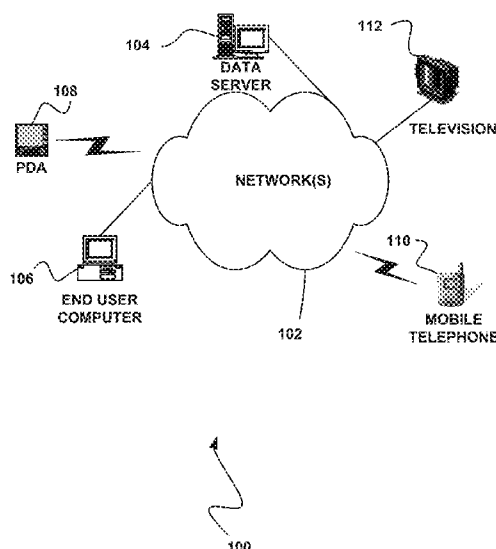 104
DATA
SERVER
112
TELEVISION
108
PDA
NETWORK(S)
106
END USER
COMPUTER
110
MOBILE
TELEPHONE
102
100